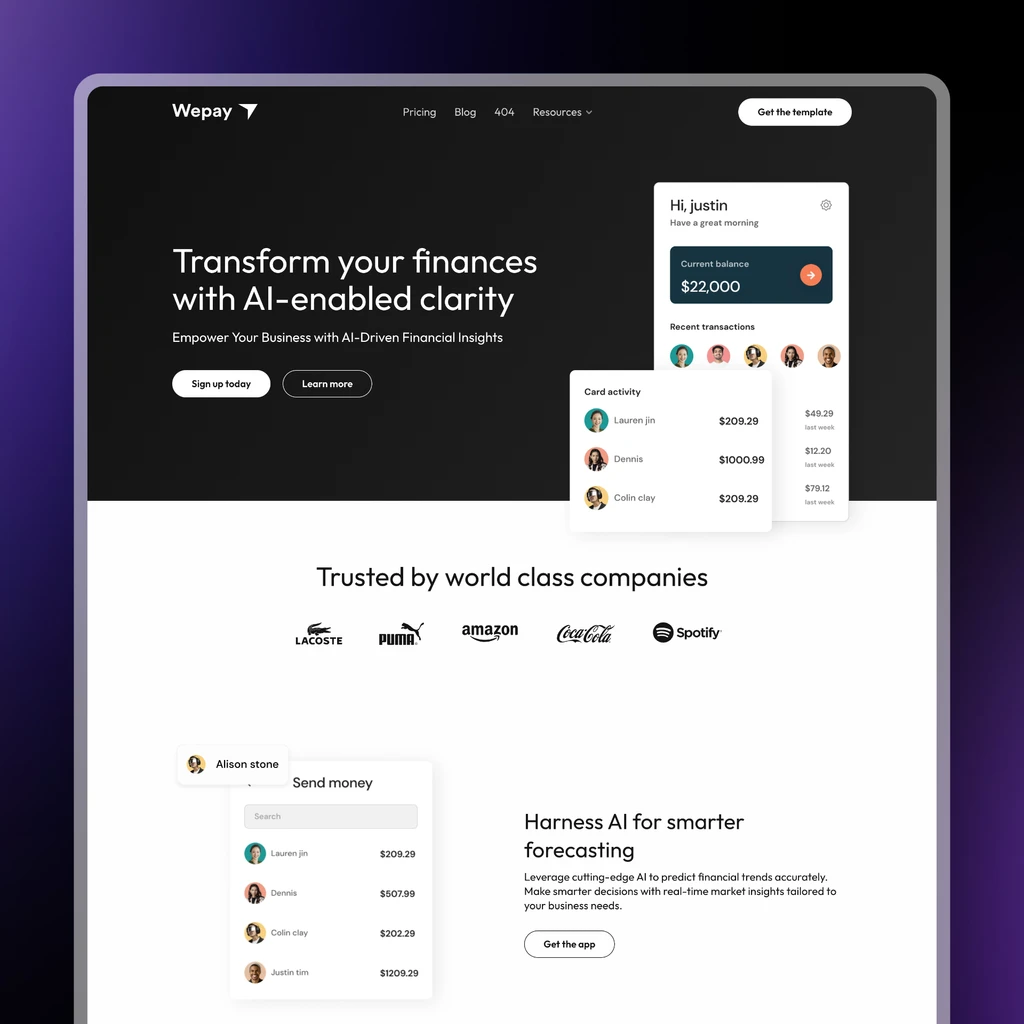 Wepay
Pricing
Blog
404
Resources
Get the template
Transform your finances
with AI-enabled clarity
Empower Your Business with AI-Driven Financial Insights
Sign up today
Learn more
Hi, justin
Have a great morning
Current balance
$22,000
Recent transactions
Card activity
Lauren jin $209.29
Dennis $1000.99
Colin clay $209.29
$49.29
last week
$12.20
last week
$79.12
last week
Trusted by world class companies
LACOSTE
PUMA
amazon
Coca-Cola
Spotify
Alison stone
Send money
Search
Lauren jin $209.29
Dennis $507.99
Colin clay $202.29
Justin tim $1209.29
Harness AI for smarter
forecasting
Leverage cutting-edge AI to predict financial trends accurately.
Make smarter decisions with real-time market insights tailored to
your business needs.
Get the app